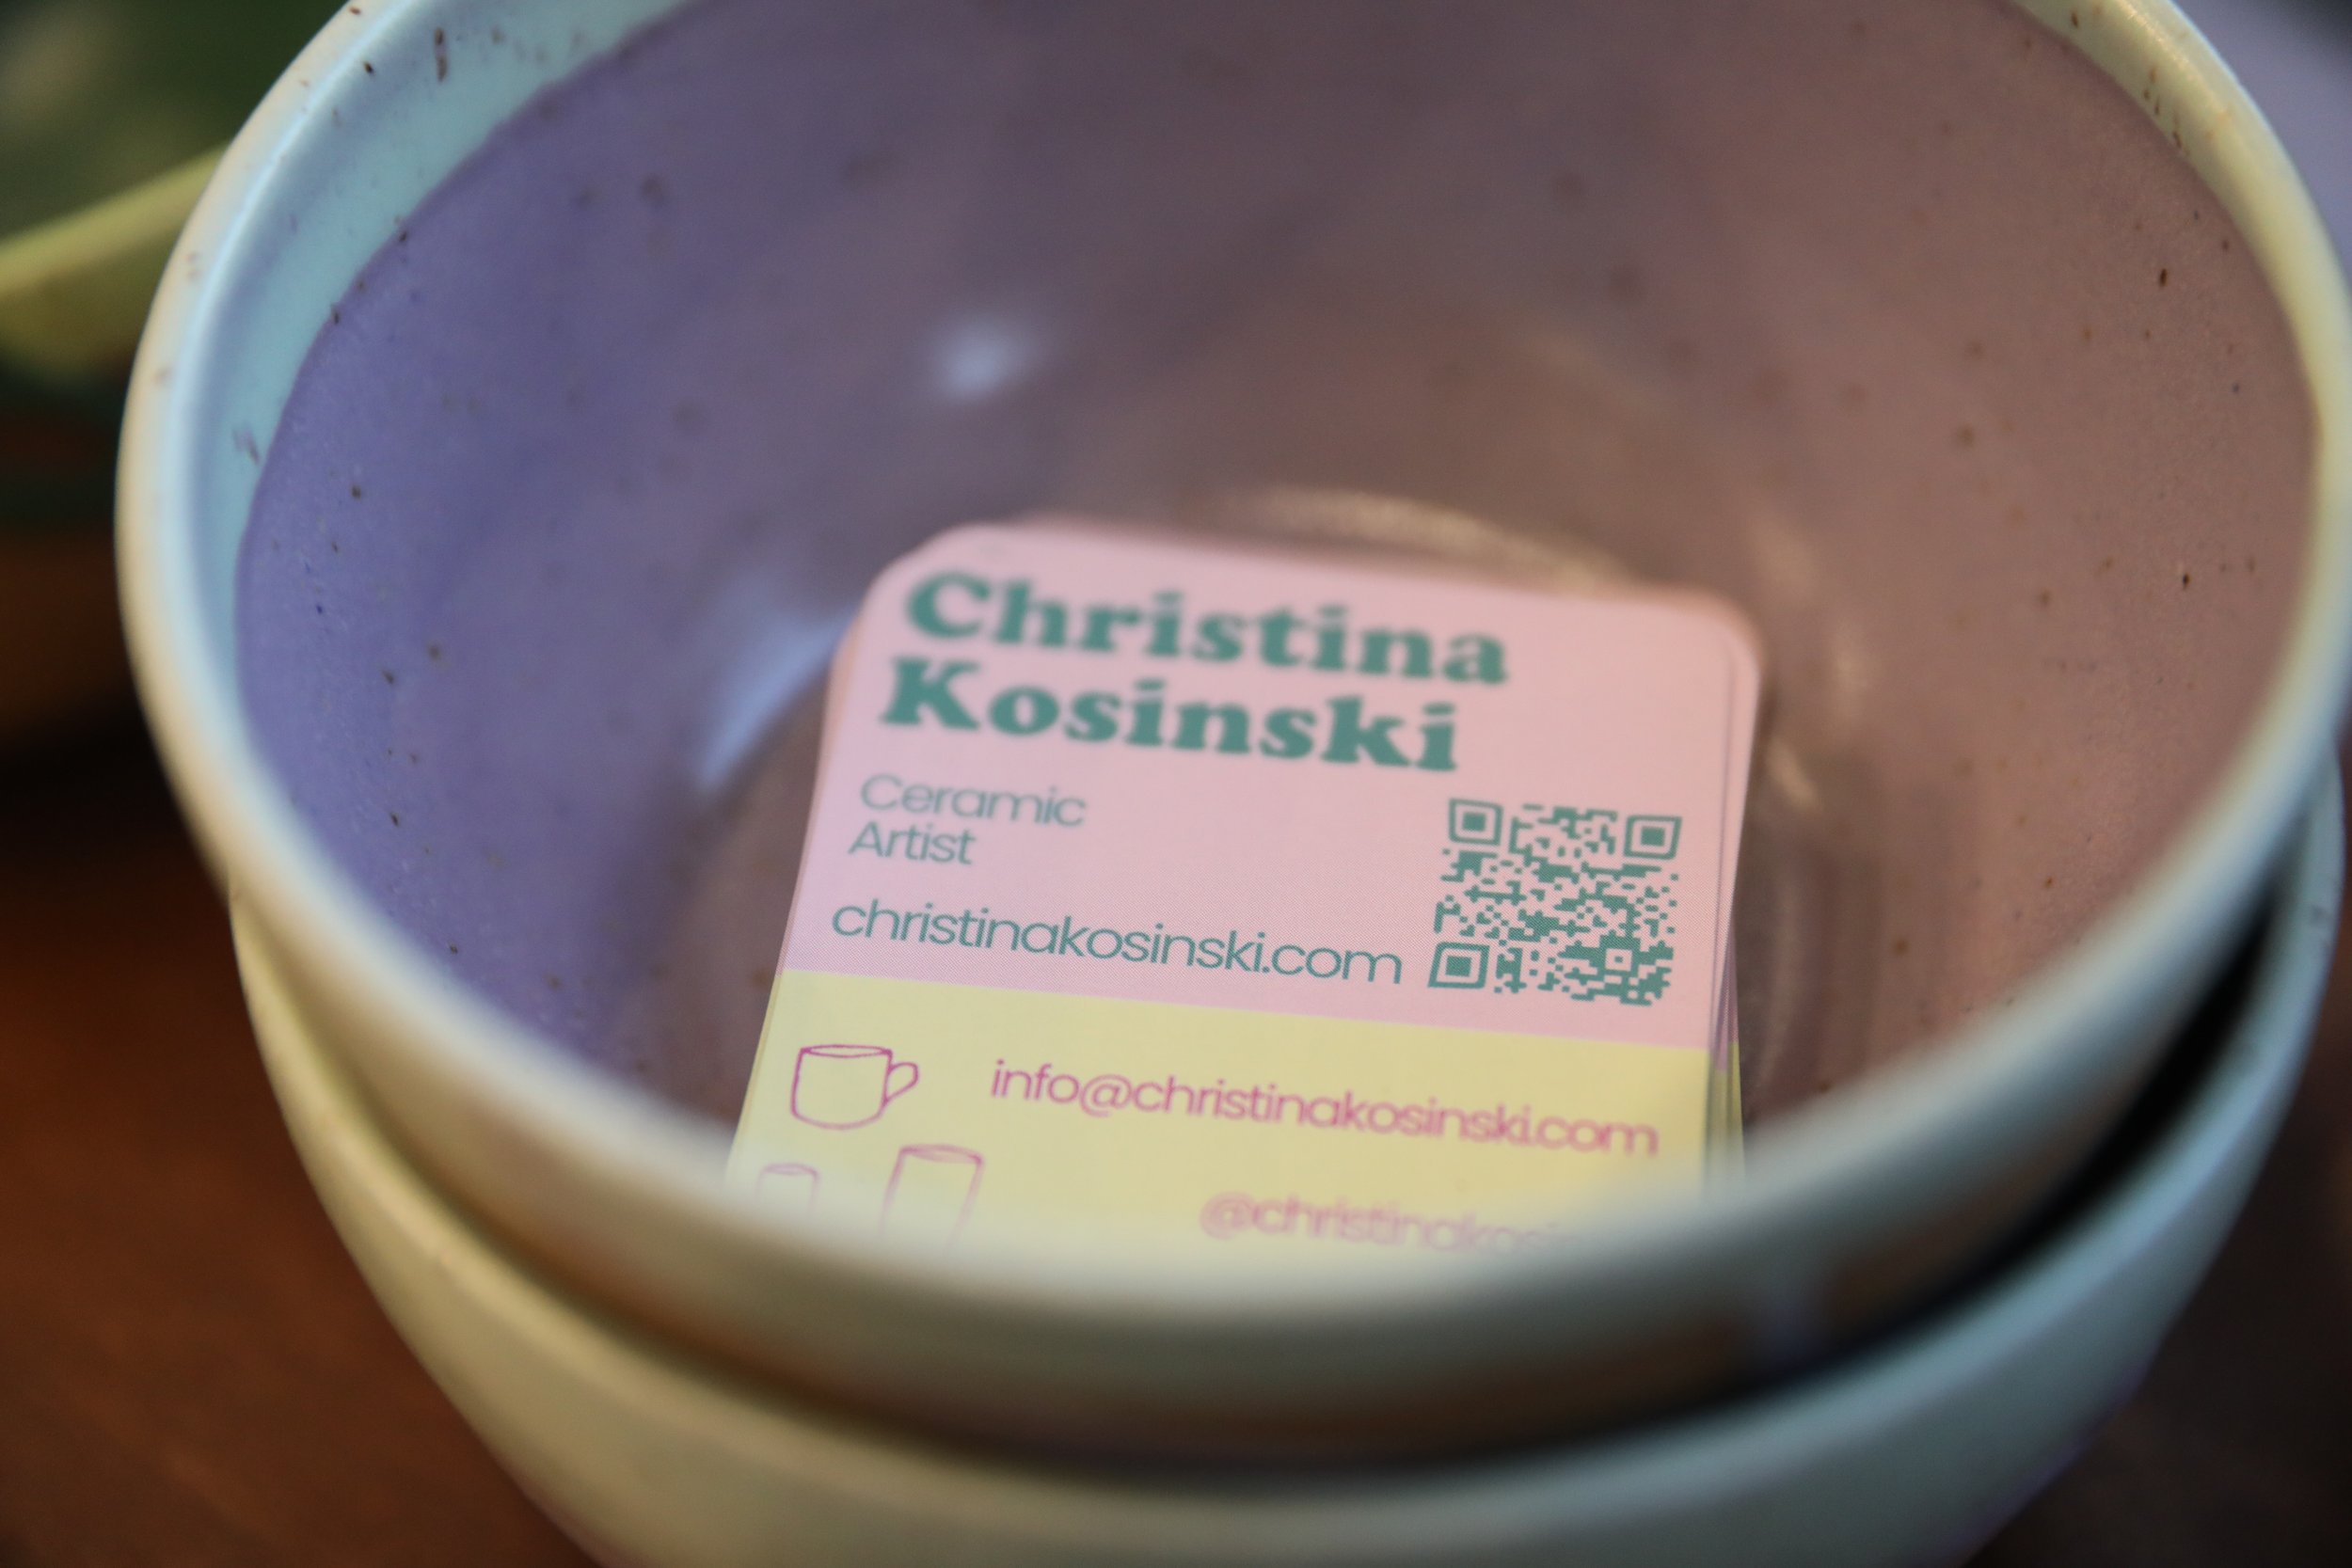 Christina
Kosinski
Ceramic
Artist
christinakosinski.com
info@christinakosinski.com